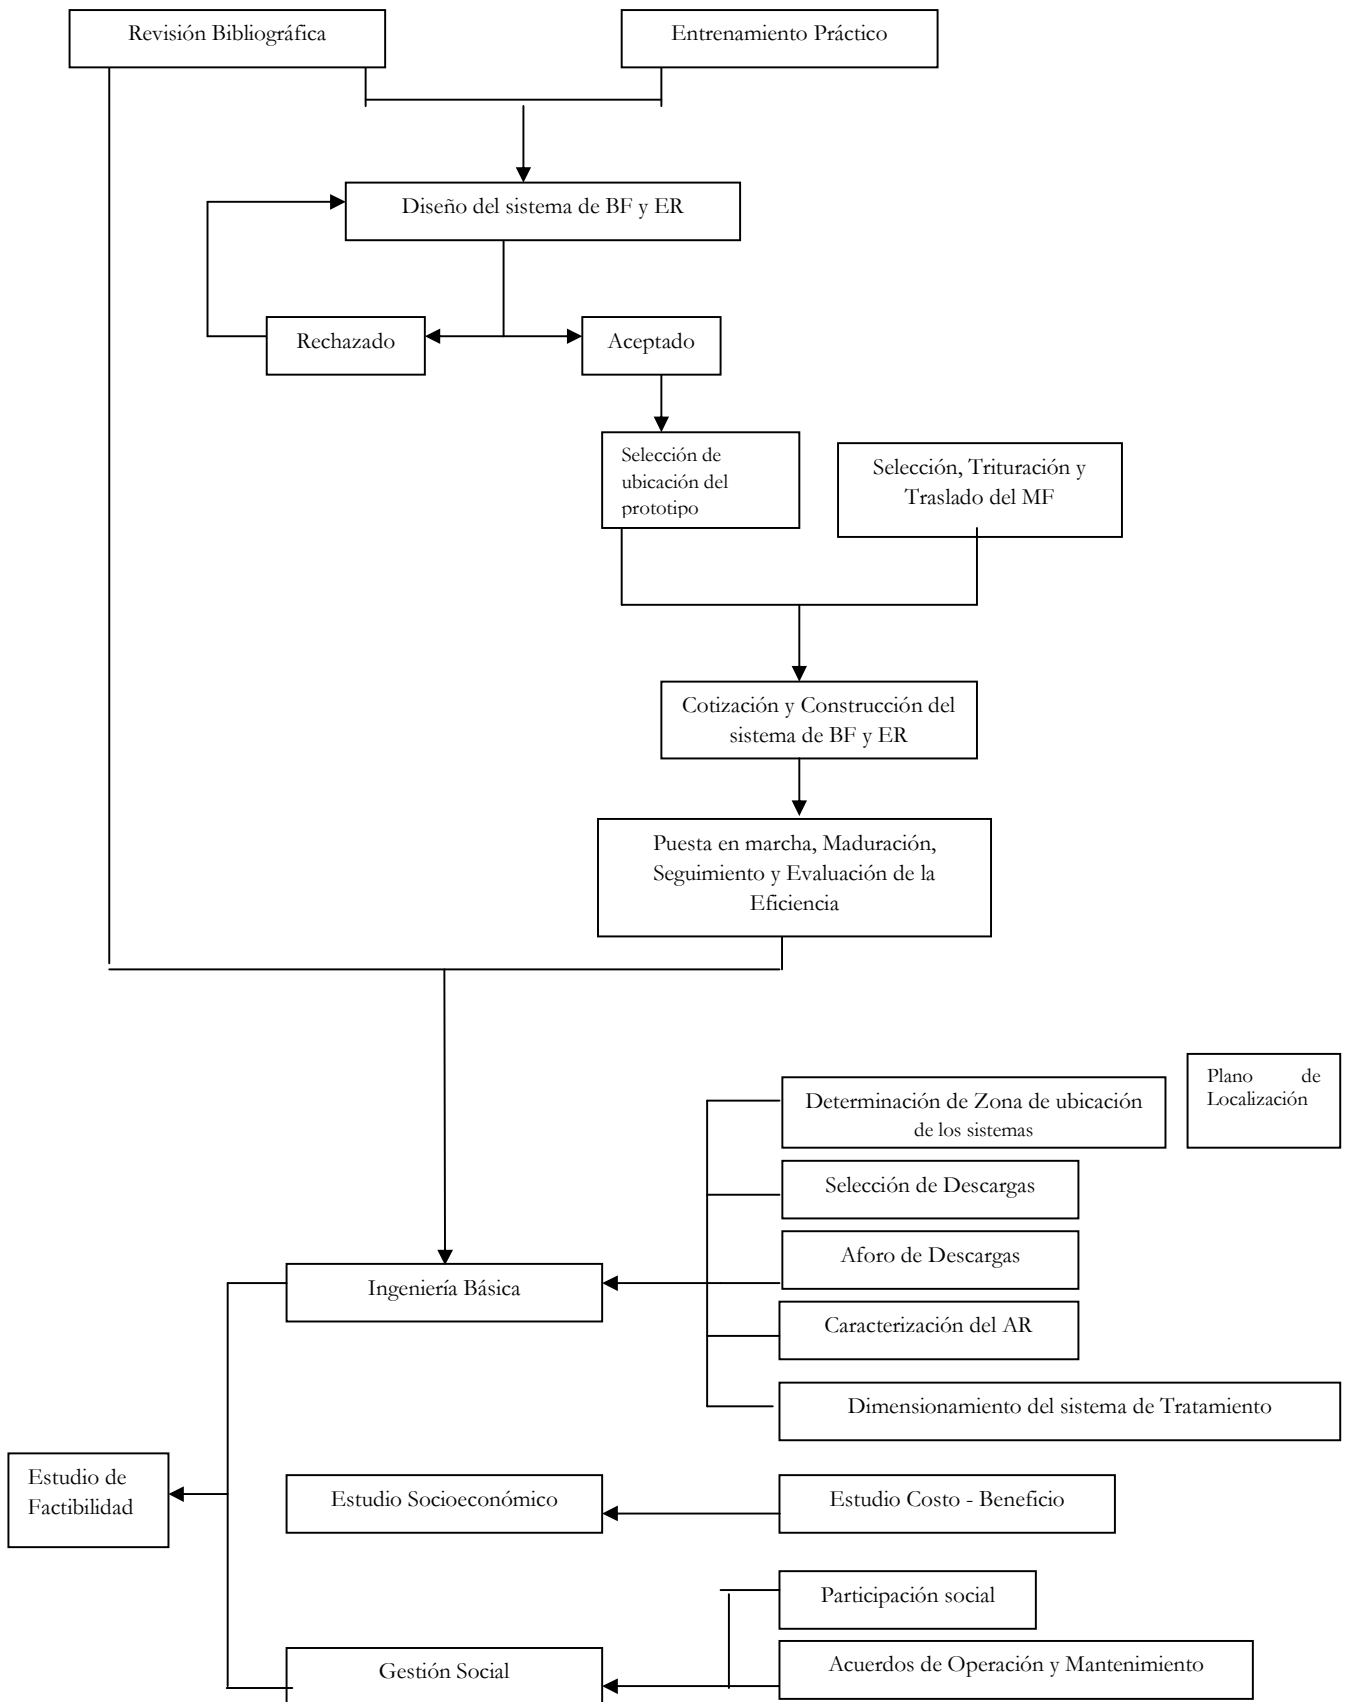 Revisión Bibliográfica
Entrenamiento Práctico
Diseño del sistema de BF y ER
Rechazado
Aceptado
Selección de
ubicación del
prototipo
Selección, Trituración y
Traslado del MF
Cotización y Construcción del
sistema de BF y ER
Puesta en marcha, Maduración,
Seguimiento y Evaluación de la
Eficiencia
Determinación de Zona de ubicación
de los sistemas
Plano de
Localización
Selección de Descargas
Aforo de Descargas
Ingeniería Básica
Caracterización del AR
Dimensionamiento del sistema de Tratamiento
Estudio de
Factibilidad
Estudio Socioeconómico
Estudio Costo - Beneficio
Participación social
Gestión Social
Acuerdos de Operación y Mantenimiento